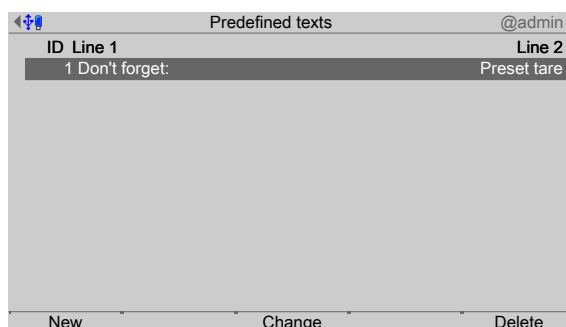 Predefined texts @admin
ID Line 1 Line 2
1 Don't forget: Preset tare
New Change Delete